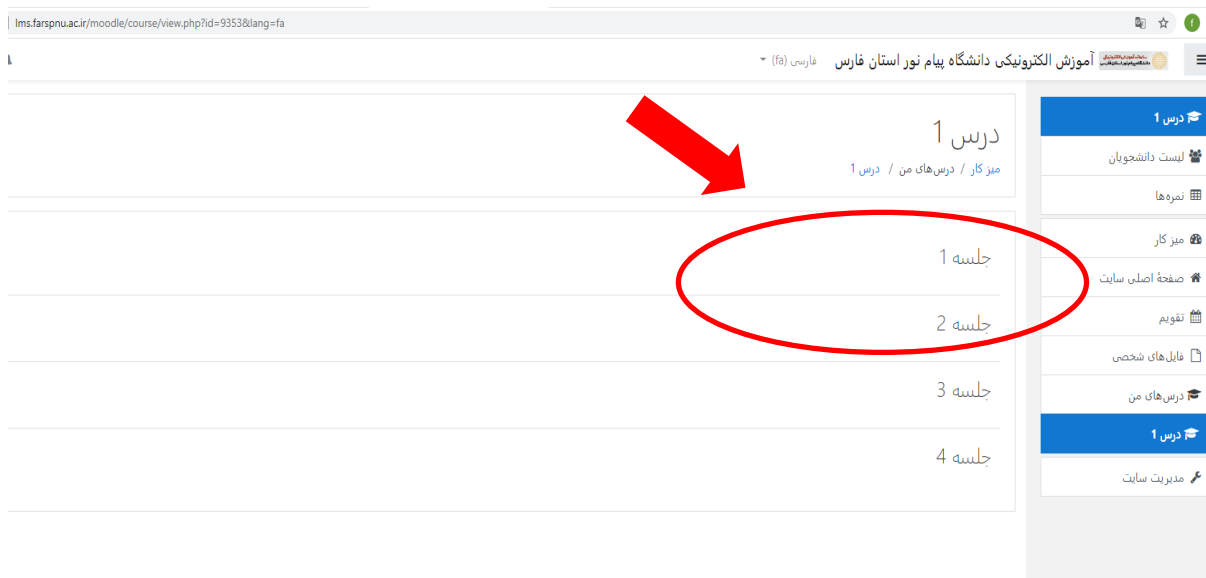 lms.farspnu.ac.ir/moodle/course/view.php?id=9353&lang=fa
آموزش الکترونیکی دانشگاه پیام نور استان فارس
فارسی (fa)
درس 1
لیست دانشجویان
نمره‌ها
میز کار
صفحهٔ اصلی سایت
تقویم
فایل‌های شخصی
درس‌های من
درس 1
مدیریت سایت
درس 1
میز کار / درس‌های من / درس 1
جلسه 1
جلسه 2
جلسه 3
جلسه 4